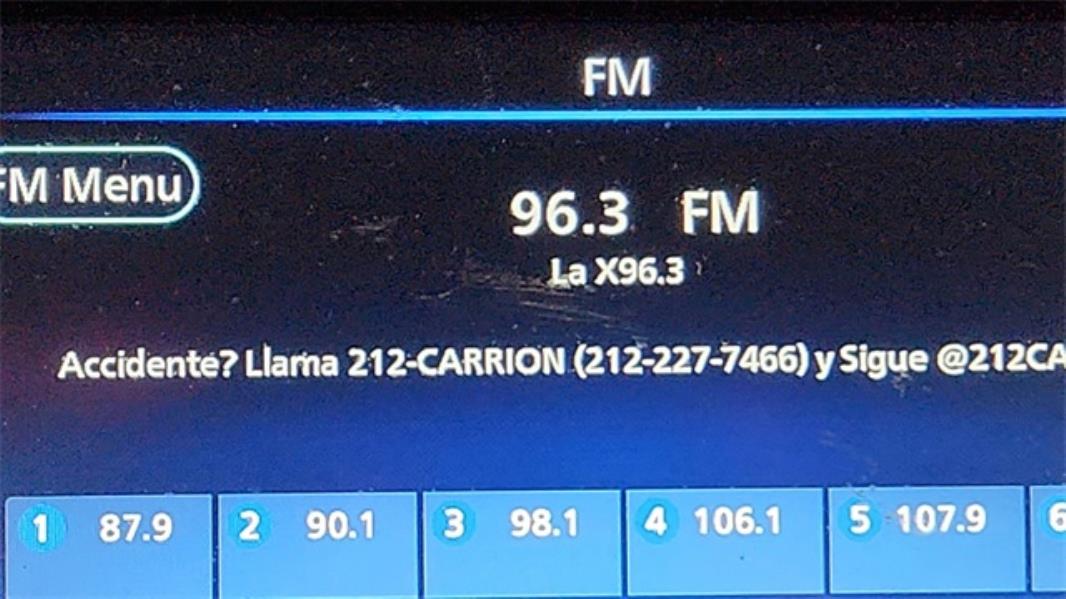 FM
FM Menu
96.3 FM
La X96.3
Accidente? Llama 212-CARRION (212-227-7466) y Sigue @212CA
1 87.9 2 90.1 3 98.1 4 106.1 5 107.9 6